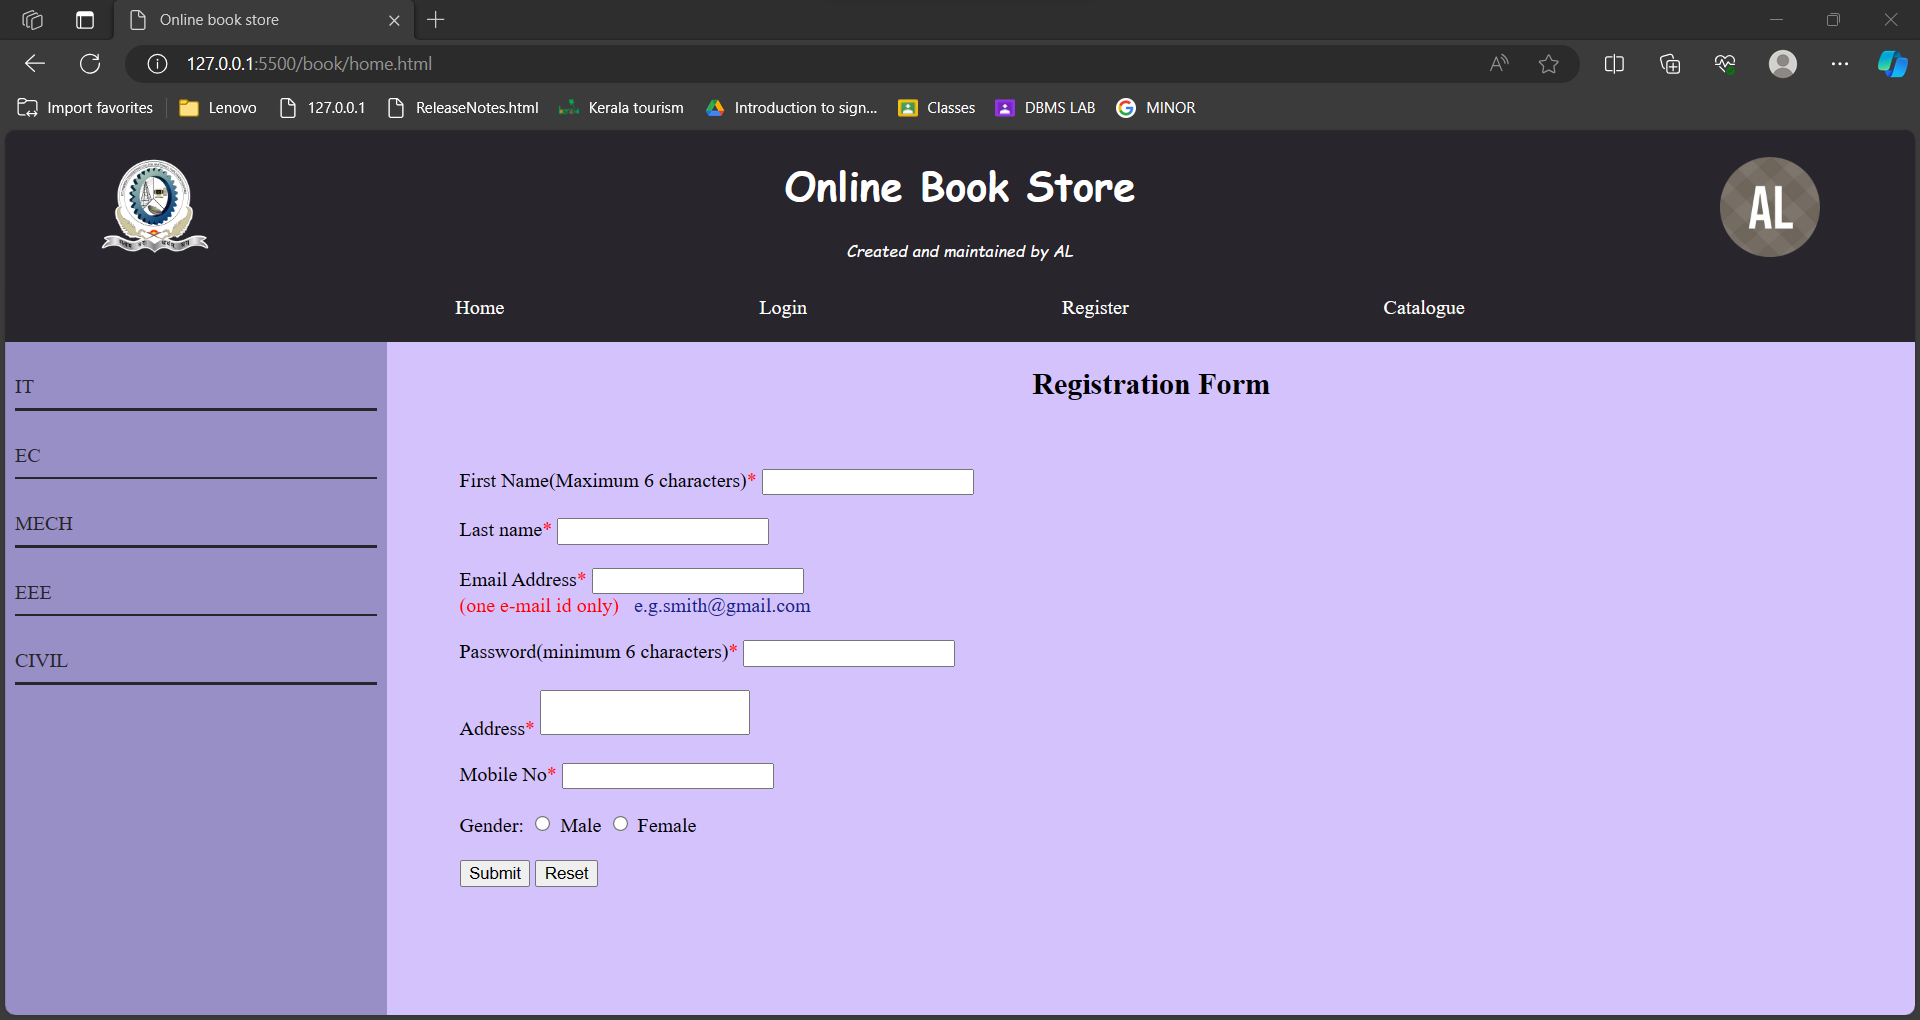 Online book store
127.0.0.1:5500/book/home.html
Import favorites Lenovo 127.0.0.1 ReleaseNotes.html Kerala tourism Introduction to sign... Classes DBMS LAB MINOR
Online Book Store
AL
Created and maintained by AL
Home Login Register Catalogue
IT
EC
MECH
EEE
CIVIL
Registration Form
First Name(Maximum 6 characters)*
Last name*
Email Address*
(one e-mail id only) e.g.smith@gmail.com
Password(minimum 6 characters)*
Address*
Mobile No*
Gender: Male Female
Submit Reset